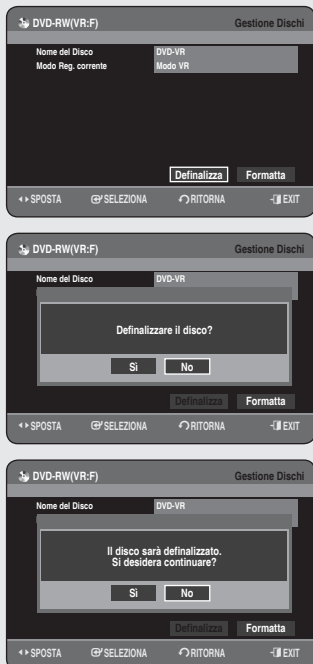 DVD-RW(VR:F) Gestione Dischi
Nome del Disco DVD-VR
Modo Reg. corrente Modo VR
Definalizza Formatta
SPOSTA SELEZIONA RITORNA EXIT
DVD-RW(VR:F) Gestione Dischi
Nome del Disco DVD-VR
Definalizzare il disco?
Sì No
Definalizza Formatta
SPOSTA SELEZIONA RITORNA EXIT
DVD-RW(VR:F) Gestione Dischi
Nome del Disco DVD-VR
Il disco sarà definalizzato.
Si desidera continuare?
Sì No
Definalizza Formatta
SPOSTA SELEZIONA RITORNA EXIT